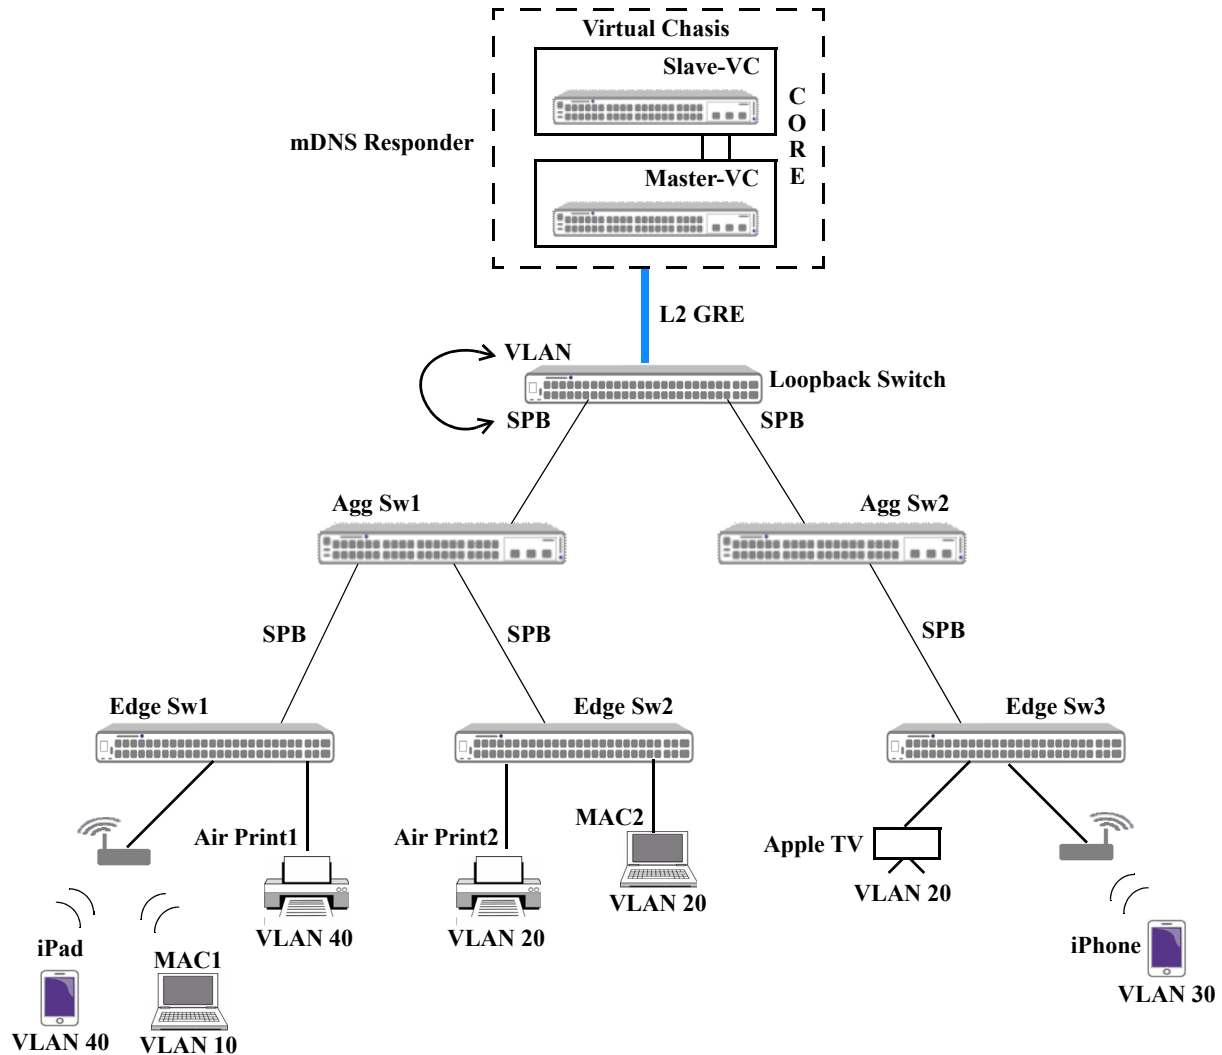 Virtual Chasis
Slave-VC
C
O
R
E
mDNS Responder
Master-VC
L2 GRE
VLAN
Loopback Switch
SPB
SPB
Agg Sw1
Agg Sw2
SPB
SPB
SPB
Edge Sw1
Edge Sw2
Edge Sw3
Air Print1
Air Print2
MAC2
Apple TV
VLAN 20
VLAN 20
VLAN 40
VLAN 20
iPad
MAC1
iPhone
VLAN 30
VLAN 40
VLAN 10